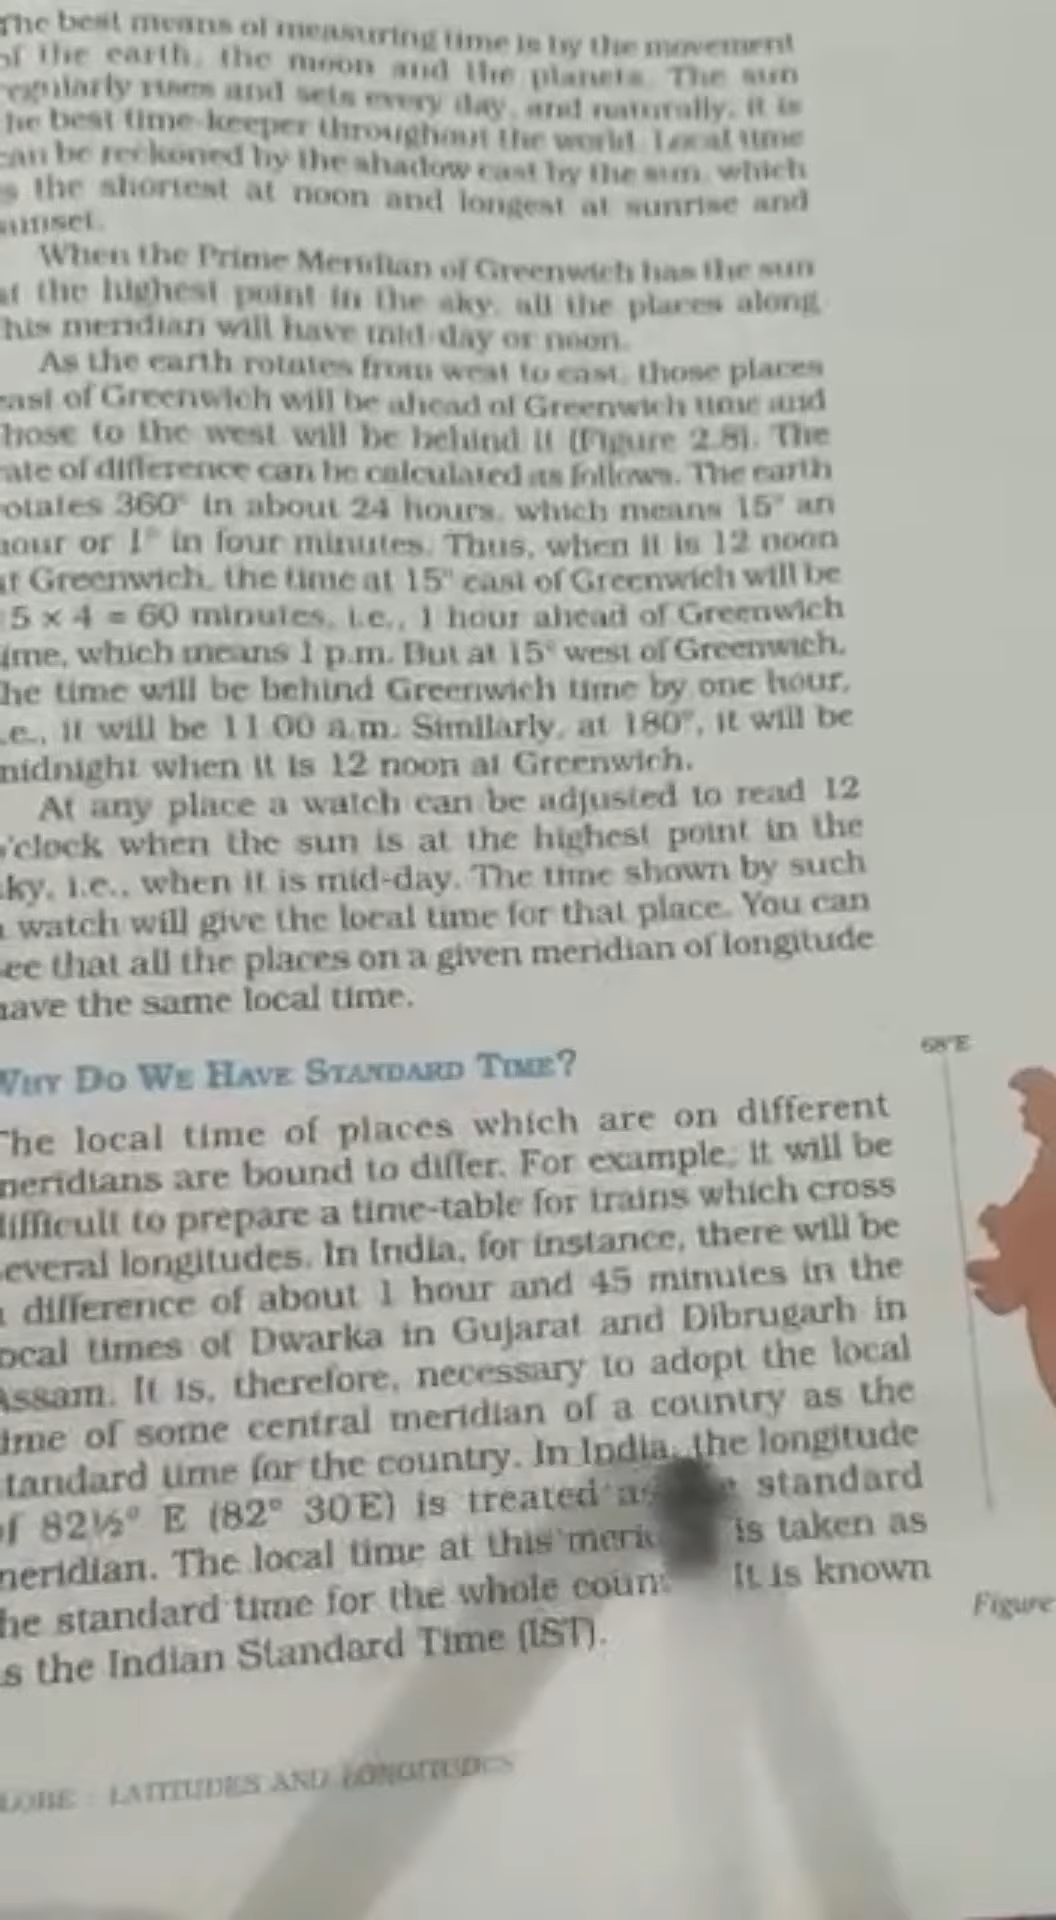 The best means of measuring time is by the movement
of the earth, the moon and the planets. The sun
egularly rises and sets every day, and naturally, it is
he best time-keeper throughout the world. Local time
can be reckoned by the shadow cast by the sun, which
s the shortest at noon and longest at sunrise and
sunset.
When the Prime Meridian of Greenwich has the sun
at the highest point in the sky, all the places along
his meridian will have mid-day or noon.
As the earth rotates from west to east, those places
east of Greenwich will be ahead of Greenwich time and
hose to the west will be behind it (Figure 2.8). The
rate of difference can be calculated as follows. The earth
otates 360° in about 24 hours, which means 15° an
hour or 1° in four minutes. Thus, when it is 12 noon
at Greenwich, the time at 15° east of Greenwich will be
5 × 4 = 60 minutes, i.e., 1 hour ahead of Greenwich
ime, which means 1 p.m. But at 15° west of Greenwich,
he time will be behind Greenwich time by one hour,
.e., it will be 11.00 a.m. Similarly, at 180°, it will be
midnight when it is 12 noon at Greenwich.
At any place a watch can be adjusted to read 12
o'clock when the sun is at the highest point in the
ky, i.e., when it is mid-day. The time shown by such
a watch will give the local time for that place. You can
ee that all the places on a given meridian of longitude
have the same local time.
WHY DO WE HAVE STANDARD TIME?
The local time of places which are on different
meridians are bound to differ. For example, it will be
difficult to prepare a time-table for trains which cross
several longitudes. In India, for instance, there will be
a difference of about 1 hour and 45 minutes in the
ocal times of Dwarka in Gujarat and Dibrugarh in
Assam. It is, therefore, necessary to adopt the local
ime of some central meridian of a country as the
tandard time for the country. In India, the longitude
of 82½° E (82° 30'E) is treated as standard
meridian. The local time at this meri is taken as
he standard time for the whole coun It is known
s the Indian Standard Time (IST).
LOBE : LATITUDES AND LONGITUDES
68°E
Figure